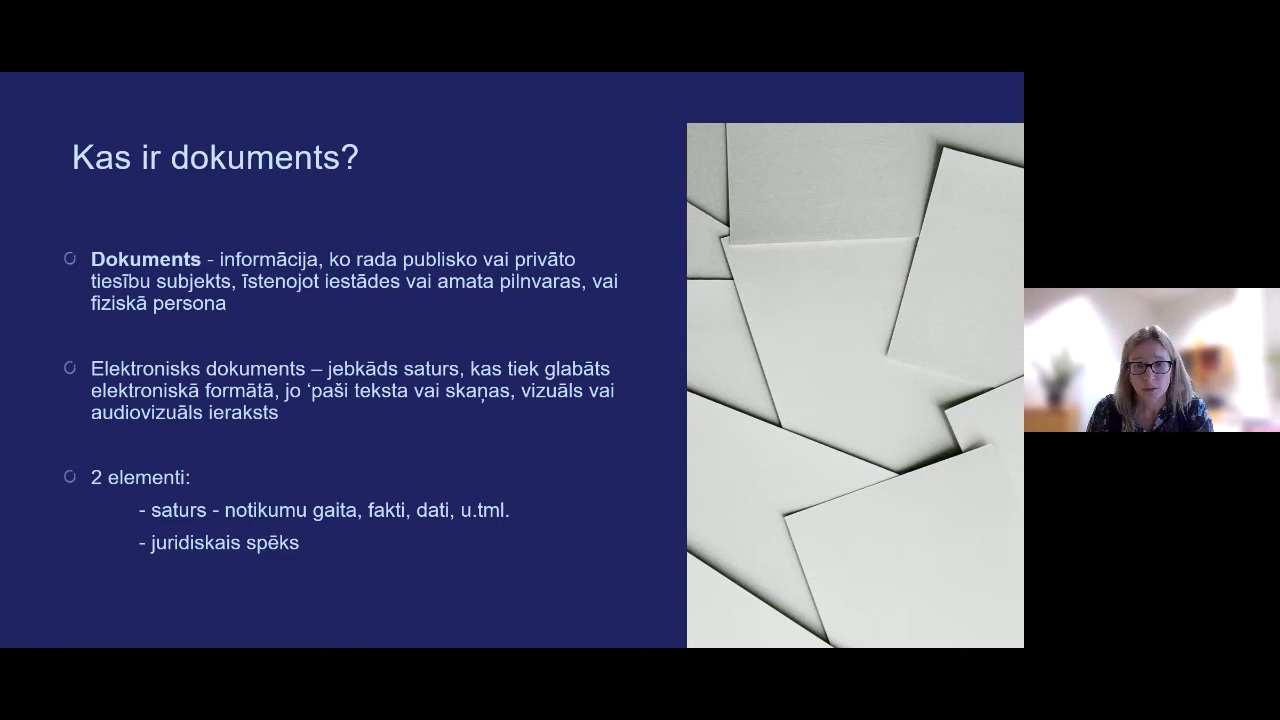 Kas ir dokuments?
Dokuments - informācija, ko rada publisko vai privāto
tiesību subjekts, īstenojot iestādes vai amata pilnvaras, vai
fiziskā persona
Elektronisks dokuments – jebkāds saturs, kas tiek glabāts
elektroniskā formātā, jo ‘paši teksta vai skaņas, vizuāls vai
audiovizuāls ieraksts
2 elementi:
- saturs - notikumu gaita, fakti, dati, u.tml.
- juridiskais spēks